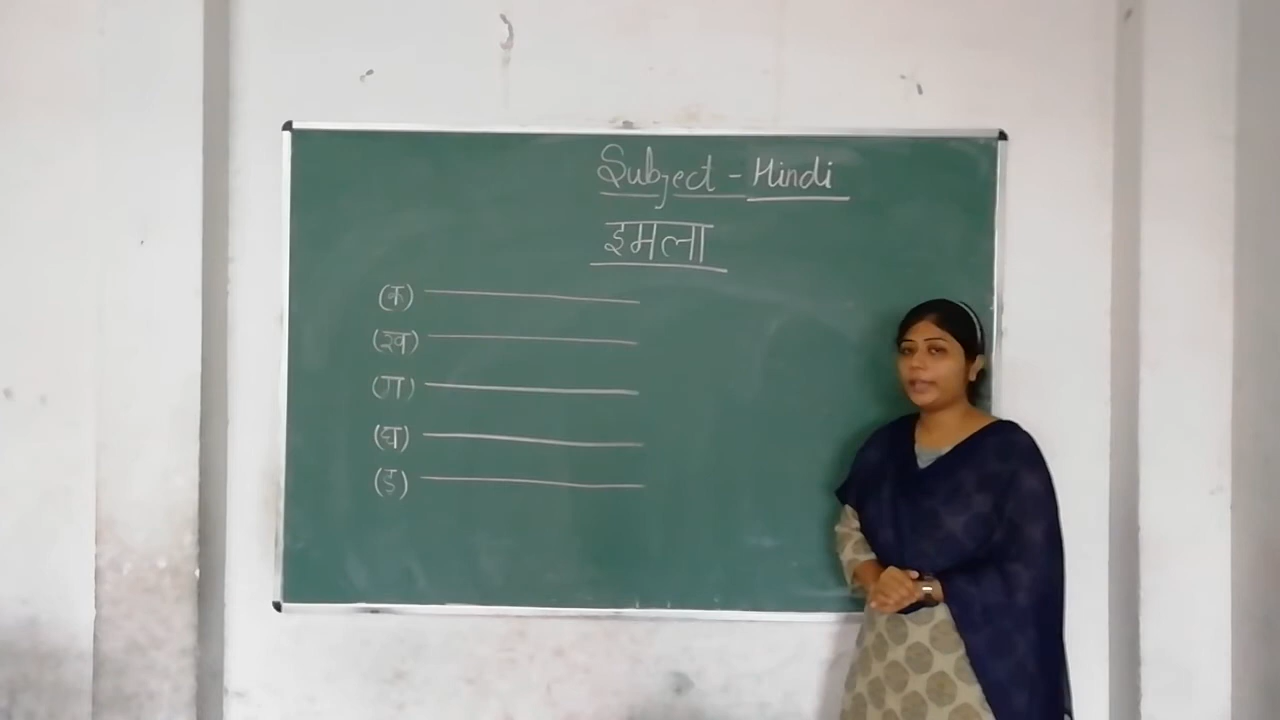 Subject - Hindi
इमला
(क)
(ख)
(ग)
(घ)
(ङ)